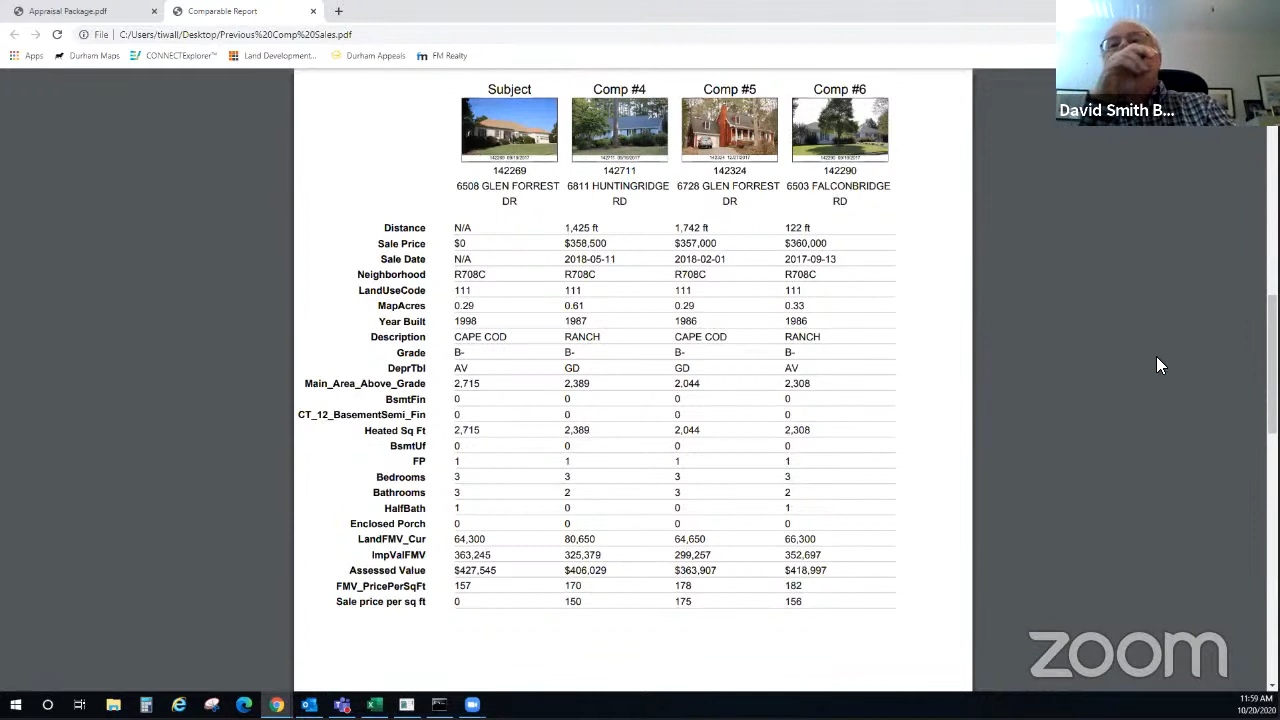 Appraisal Package.pdf
Comparable Report
File
C:/Users/tiwall/Desktop/Previous%20Comp%20Sales.pdf
Apps Durham Maps CONNECTExplorer™ Land Development... Durham Appeals FM Realty
David Smith B...
Subject Comp #4 Comp #5 Comp #6
142269 142711 142324 142290
6508 GLEN FORREST DR 6811 HUNTINGRIDGE RD 6728 GLEN FORREST DR 6503 FALCONBRIDGE RD
Distance N/A 1,425 ft 1,742 ft 122 ft
Sale Price $0 $358,500 $357,000 $360,000
Sale Date N/A 2018-05-11 2018-02-01 2017-09-13
Neighborhood R708C R708C R708C R708C
LandUseCode 111 111 111 111
MapAcres 0.29 0.61 0.29 0.33
Year Built 1998 1987 1986 1986
Description CAPE COD RANCH CAPE COD RANCH
Grade B- B- B- B-
DeprTbl AV GD GD AV
Main_Area_Above_Grade 2,715 2,389 2,044 2,308
BsmtFin 0 0 0 0
CT_12_BasementSemi_Fin 0 0 0 0
Heated Sq Ft 2,715 2,389 2,044 2,308
BsmtUf 0 0 0 0
FP 1 1 1 1
Bedrooms 3 3 3 3
Bathrooms 3 2 3 2
HalfBath 1 0 0 1
Enclosed Porch 0 0 0 0
LandFMV_Cur 64,300 80,650 64,650 66,300
ImpValFMV 363,245 325,379 299,257 352,697
Assessed Value $427,545 $406,029 $363,907 $418,997
FMV_PricePerSqFt 157 170 178 182
Sale price per sq ft 0 150 175 156
zoom
11:59 AM
10/20/2020